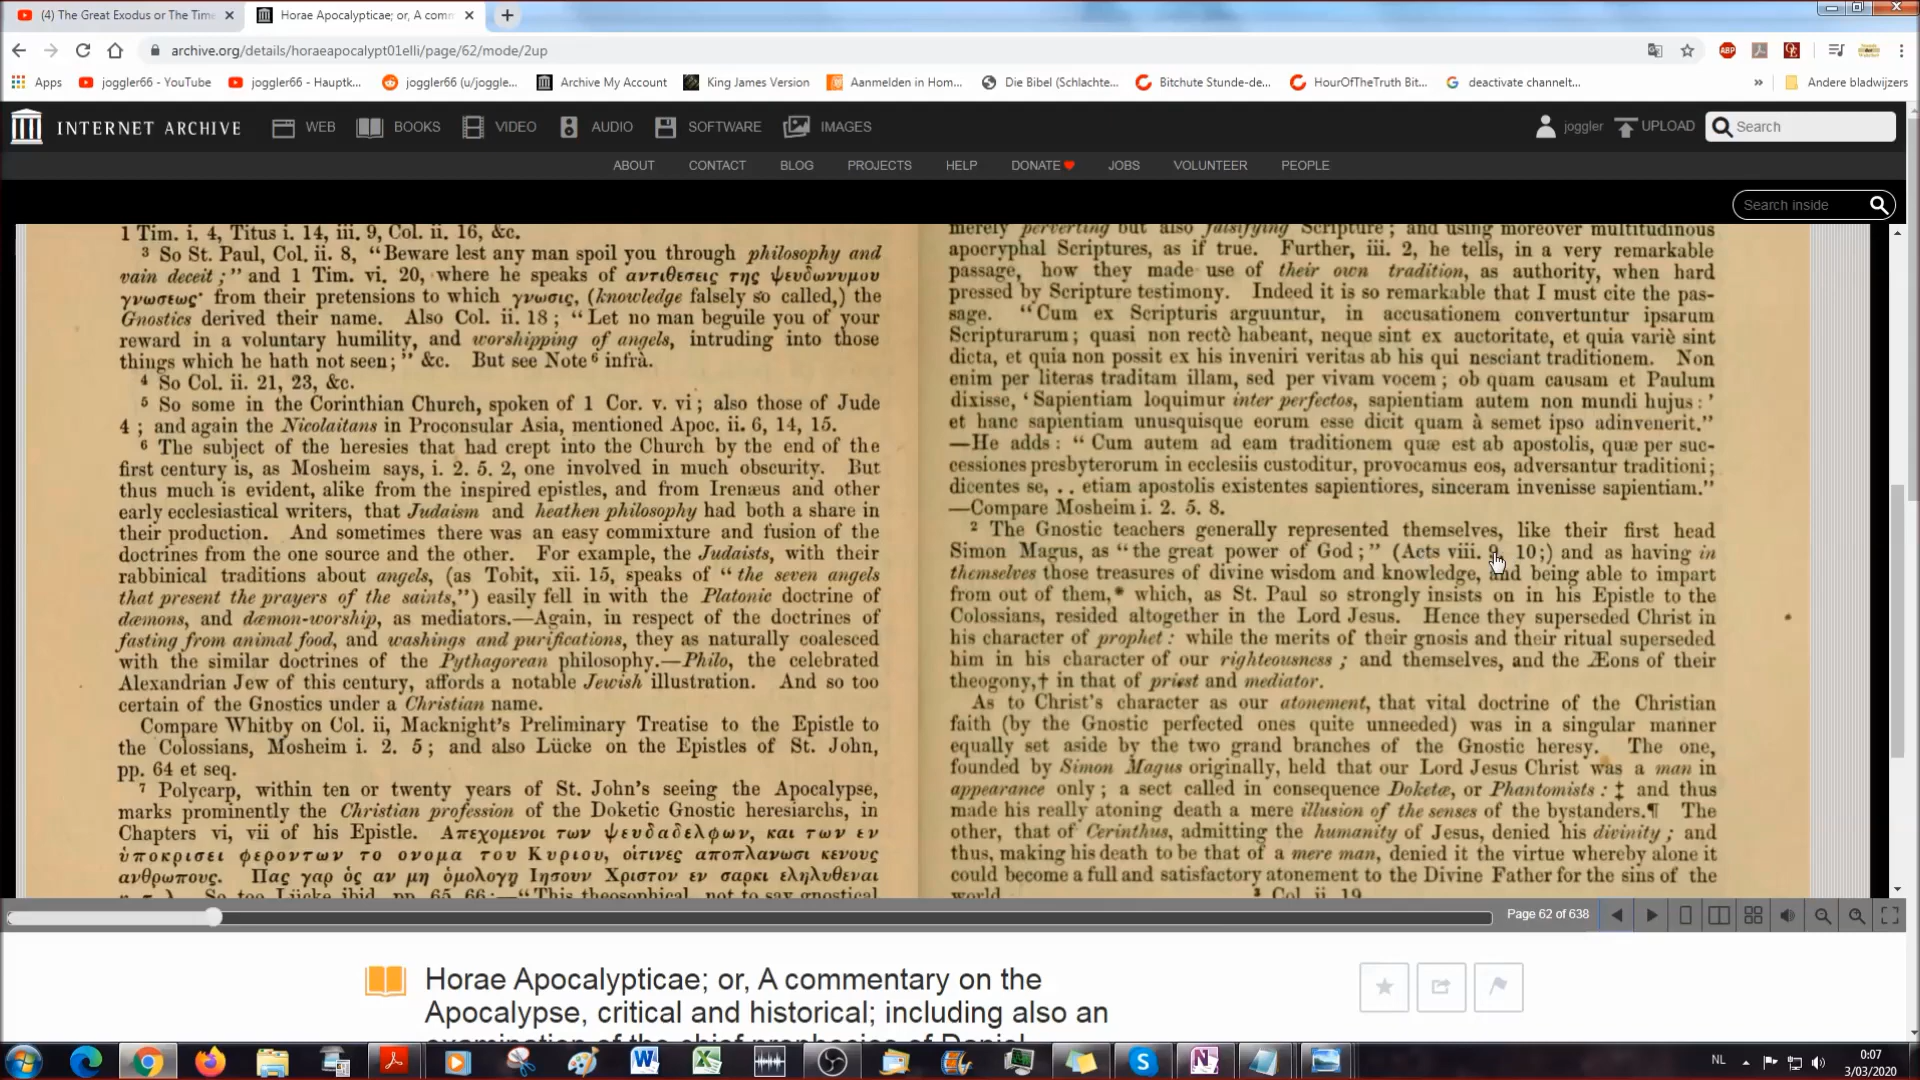 (4) The Great Exodus or The Time
Horae Apocalypticae; or, A comm
archive.org/details/horaeapocalypt01elli/page/62/mode/2up
ABP
Apps
joggler66 - YouTube
joggler66 - Hauptk...
joggler66 (u/joggle...
Archive My Account
King James Version
Aanmelden in Hom...
Die Bibel (Schlachte...
Bitchute Stunde-de...
HourOfTheTruth Bit...
deactivate channelt...
»
Andere bladwijzers
INTERNET ARCHIVE
WEB
BOOKS
VIDEO
AUDIO
SOFTWARE
IMAGES
joggler
UPLOAD
Search
ABOUT
CONTACT
BLOG
PROJECTS
HELP
DONATE
JOBS
VOLUNTEER
PEOPLE
Search inside
1 Tim. i. 4, Titus i. 14, iii. 9, Col. ii. 16, &c.
3 So St. Paul, Col. ii. 8, “Beware lest any man spoil you through philosophy and
vain deceit;” and 1 Tim. vi. 20, where he speaks of αντιθεσεις της ψευδωνυμου
γνωσεως· from their pretensions to which γνωσις, (knowledge falsely so called,) the
Gnostics derived their name. Also Col. ii. 18; “Let no man beguile you of your
reward in a voluntary humility, and worshipping of angels, intruding into those
things which he hath not seen;” &c. But see Note 6 infrà.
4 So Col. ii. 21, 23, &c.
5 So some in the Corinthian Church, spoken of 1 Cor. v. vi; also those of Jude
4; and again the Nicolaitans in Proconsular Asia, mentioned Apoc. ii. 6, 14, 15.
6 The subject of the heresies that had crept into the Church by the end of the
first century is, as Mosheim says, i. 2. 5. 2, one involved in much obscurity. But
thus much is evident, alike from the inspired epistles, and from Irenæus and other
early ecclesiastical writers, that Judaism and heathen philosophy had both a share in
their production. And sometimes there was an easy commixture and fusion of the
doctrines from the one source and the other. For example, the Judaists, with their
rabbinical traditions about angels, (as Tobit, xii. 15, speaks of “the seven angels
that present the prayers of the saints,”) easily fell in with the Platonic doctrine of
dæmons, and dæmon-worship, as mediators.—Again, in respect of the doctrines of
fasting from animal food, and washings and purifications, they as naturally coalesced
with the similar doctrines of the Pythagorean philosophy.—Philo, the celebrated
Alexandrian Jew of this century, affords a notable Jewish illustration. And so too
certain of the Gnostics under a Christian name.
Compare Whitby on Col. ii, Macknight's Preliminary Treatise to the Epistle to
the Colossians, Mosheim i. 2. 5; and also Lücke on the Epistles of St. John,
pp. 64 et seq.
7 Polycarp, within ten or twenty years of St. John's seeing the Apocalypse,
marks prominently the Christian profession of the Doketic Gnostic heresiarchs, in
Chapters vi, vii of his Epistle. Απεχομενοι των ψευδαδελφων, και των εν
ὑποκρισει φεροντων το ονομα του Κυριου, οἱτινες αποπλανωσι κενους
ανθρωπους. Πας γαρ ὁς αν μη ὁμολογῃ Ιησουν Χριστον εν σαρκι εληλυθεναι
κ.τ.λ. So too Lücke ibid. pp. 65, 66:—“This theosophical, not to say gnostical
merely perverting but also falsifying Scripture; and using moreover multitudinous
apocryphal Scriptures, as if true. Further, iii. 2, he tells, in a very remarkable
passage, how they made use of their own tradition, as authority, when hard
pressed by Scripture testimony. Indeed it is so remarkable that I must cite the pas-
sage. “Cum ex Scripturis arguuntur, in accusationem convertuntur ipsarum
Scripturarum; quasi non rectè habeant, neque sint ex auctoritate, et quia variè sint
dicta, et quia non possit ex his inveniri veritas ab his qui nesciant traditionem. Non
enim per literas traditam illam, sed per vivam vocem; ob quam causam et Paulum
dixisse, ‘Sapientiam loquimur inter perfectos, sapientiam autem non mundi hujus:’
et hanc sapientiam unusquisque eorum esse dicit quam à semet ipso adinvenerit.”
—He adds: “Cum autem ad eam traditionem quæ est ab apostolis, quæ per suc-
cessiones presbyterorum in ecclesiis custoditur, provocamus eos, adversantur traditioni;
dicentes se, .. etiam apostolis existentes sapientiores, sinceram invenisse sapientiam.”
—Compare Mosheim i. 2. 5. 8.
2 The Gnostic teachers generally represented themselves, like their first head
Simon Magus, as “the great power of God;” (Acts viii. 9, 10;) and as having in
themselves those treasures of divine wisdom and knowledge, and being able to impart
from out of them,* which, as St. Paul so strongly insists on in his Epistle to the
Colossians, resided altogether in the Lord Jesus. Hence they superseded Christ in
his character of prophet: while the merits of their gnosis and their ritual superseded
him in his character of our righteousness; and themselves, and the Æons of their
theogony,† in that of priest and mediator.
As to Christ's character as our atonement, that vital doctrine of the Christian
faith (by the Gnostic perfected ones quite unneeded) was in a singular manner
equally set aside by the two grand branches of the Gnostic heresy. The one,
founded by Simon Magus originally, held that our Lord Jesus Christ was a man in
appearance only; a sect called in consequence Doketæ, or Phantomists: ‡ and thus
made his really atoning death a mere illusion of the senses of the bystanders.¶ The
other, that of Cerinthus, admitting the humanity of Jesus, denied his divinity; and
thus, making his death to be that of a mere man, denied it the virtue whereby alone it
could become a full and satisfactory atonement to the Divine Father for the sins of the
world. 3 Col. ii. 19.
Page 62 of 638
Horae Apocalypticae; or, A commentary on the
Apocalypse, critical and historical; including also an
examination of the chief prophecies of Daniel
NL
0:07
3/03/2020